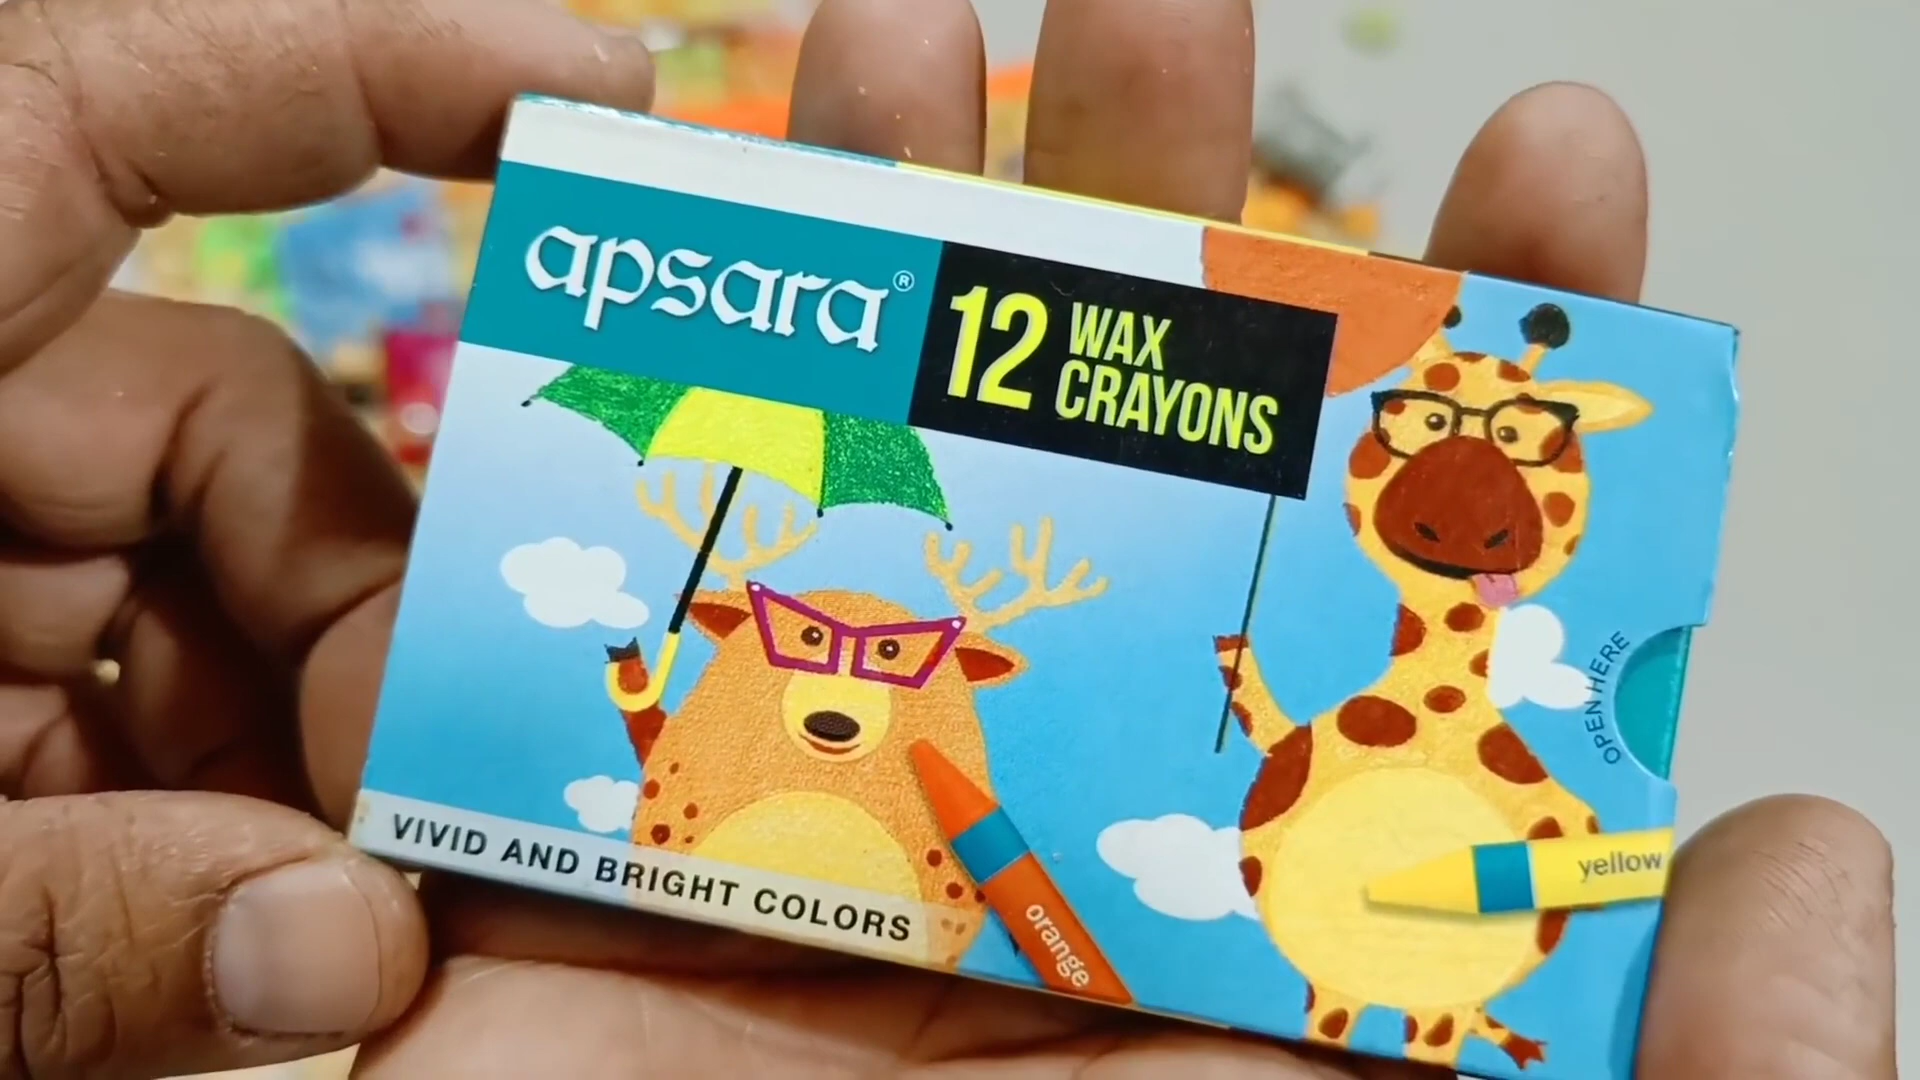 apsara®
12 WAX
CRAYONS
OPEN HERE
VIVID AND BRIGHT COLORS
orange
yellow